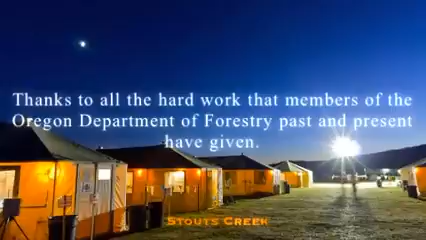 Thanks to all the hard work that members of the
Oregon Department of Forestry past and present
have given.
Stouts Creek